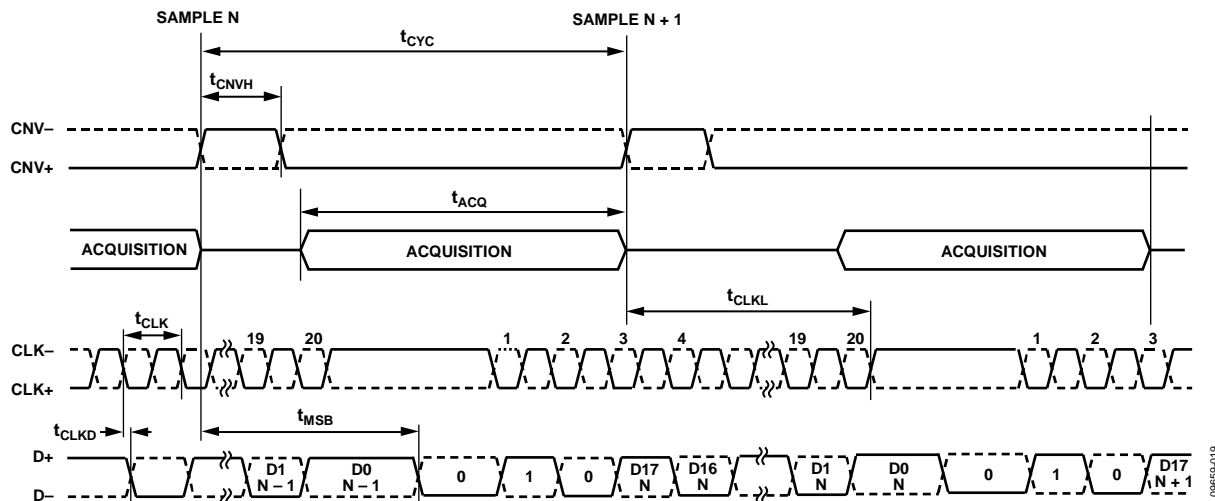 SAMPLE N SAMPLE N + 1
tCYC
tCNVH
CNV–
CNV+
tACQ
ACQUISITION ACQUISITION ACQUISITION
tCLKL
tCLK
19 20 1 2 3 4 19 20 1 2 3
CLK–
CLK+
tMSB
tCLKD
D+
D1 N – 1 D0 N – 1 0 1 0 D17 N D16 N D1 N D0 N 0 1 0 D17 N + 1
D–
09659-019